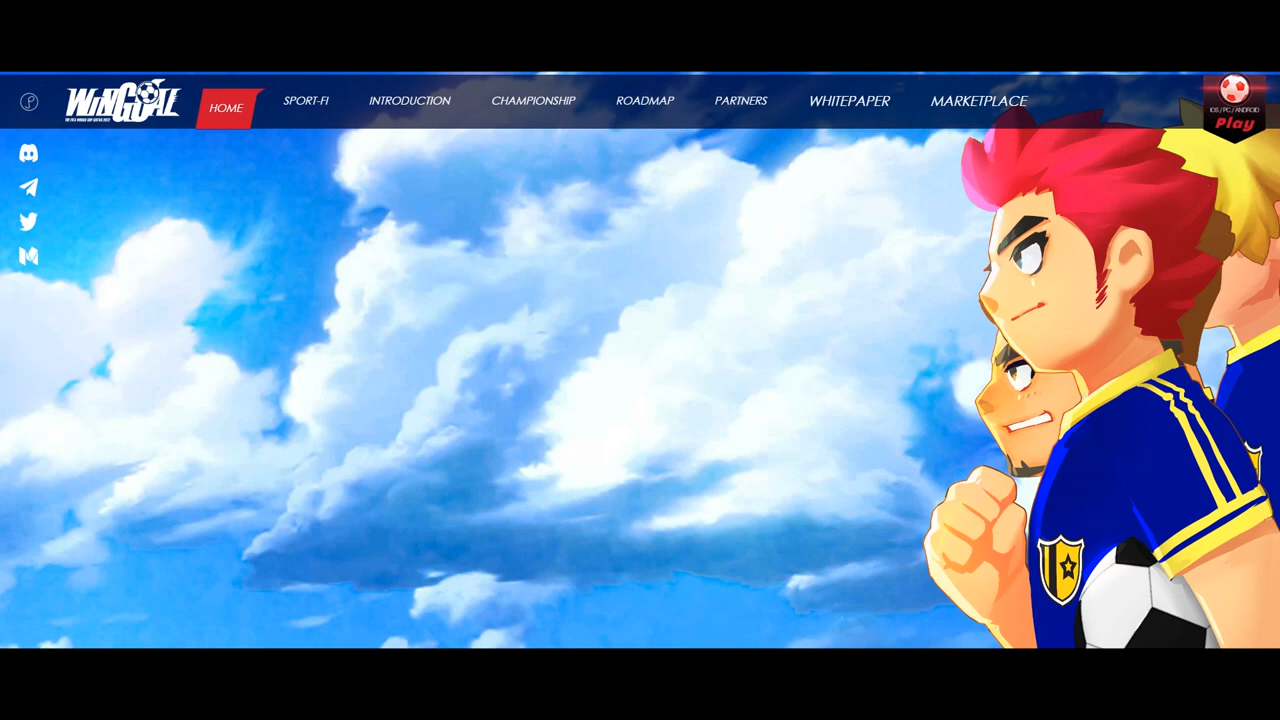 WINGOAL
HOME
SPORT-FI
INTRODUCTION
CHAMPIONSHIP
ROADMAP
PARTNERS
WHITEPAPER
MARKETPLACE
IOS / PC / ANDROID
Play